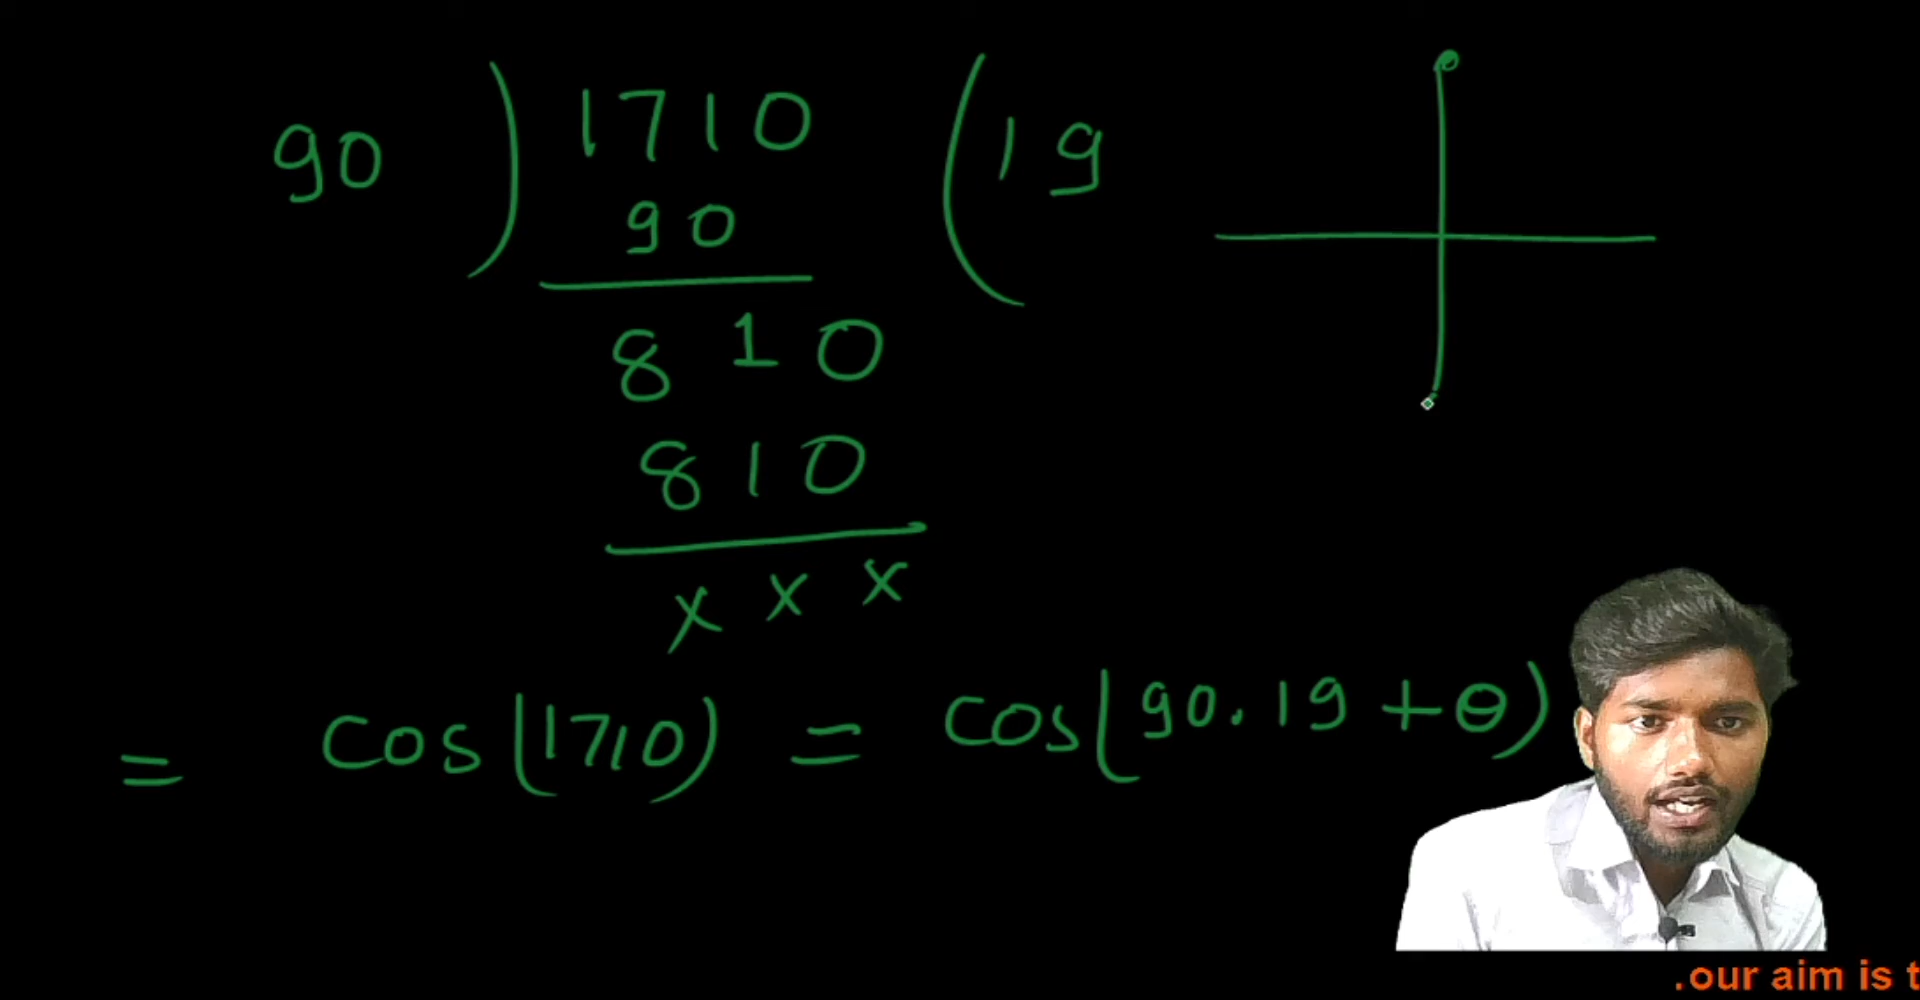 90 ) 1710 ( 19
90
810
810
x x x
= cos(1710) = cos(90.19+θ)
.our aim is t